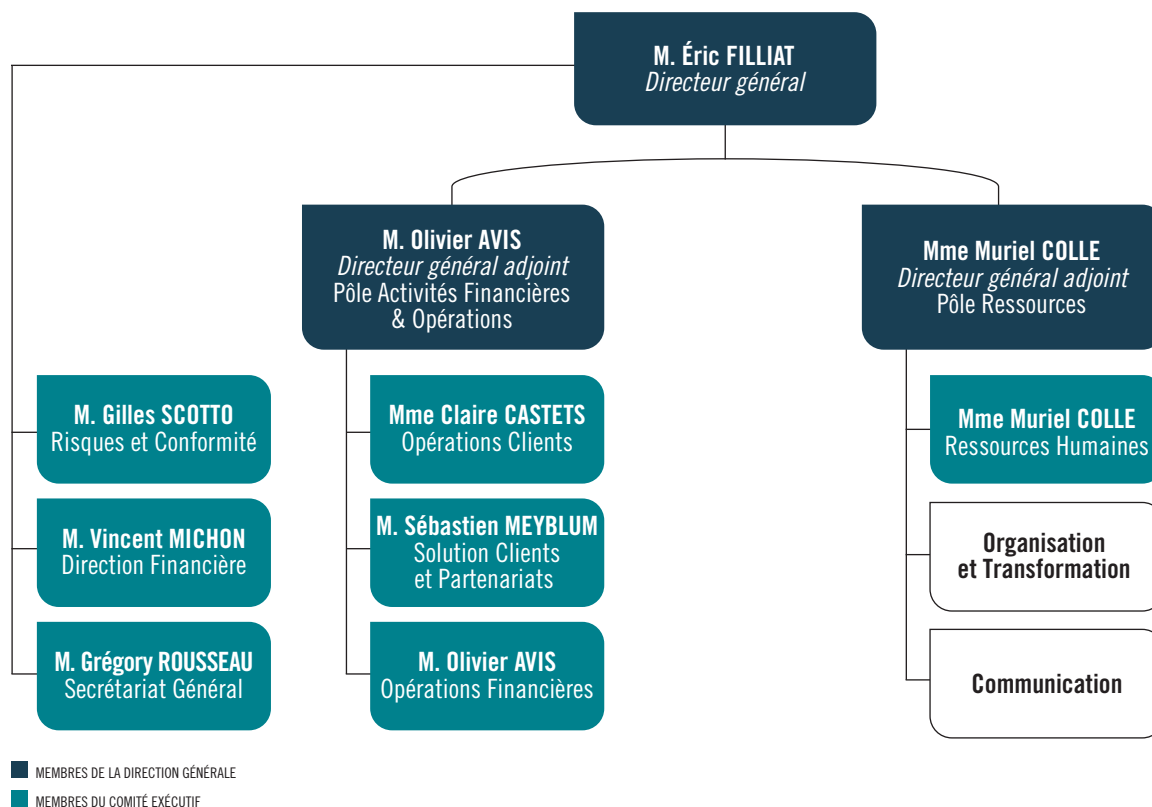 M. Éric FILLIAT
Directeur général
M. Olivier AVIS
Directeur général adjoint
Pôle Activités Financières
& Opérations
Mme Muriel COLLE
Directeur général adjoint
Pôle Ressources
M. Gilles SCOTTO
Risques et Conformité
M. Vincent MICHON
Direction Financière
M. Grégory ROUSSEAU
Secrétariat Général
Mme Claire CASTETS
Opérations Clients
M. Sébastien MEYBLUM
Solution Clients
et Partenariats
M. Olivier AVIS
Opérations Financières
Mme Muriel COLLE
Ressources Humaines
Organisation
et Transformation
Communication
MEMBRES DE LA DIRECTION GÉNÉRALE
MEMBRES DU COMITÉ EXÉCUTIF